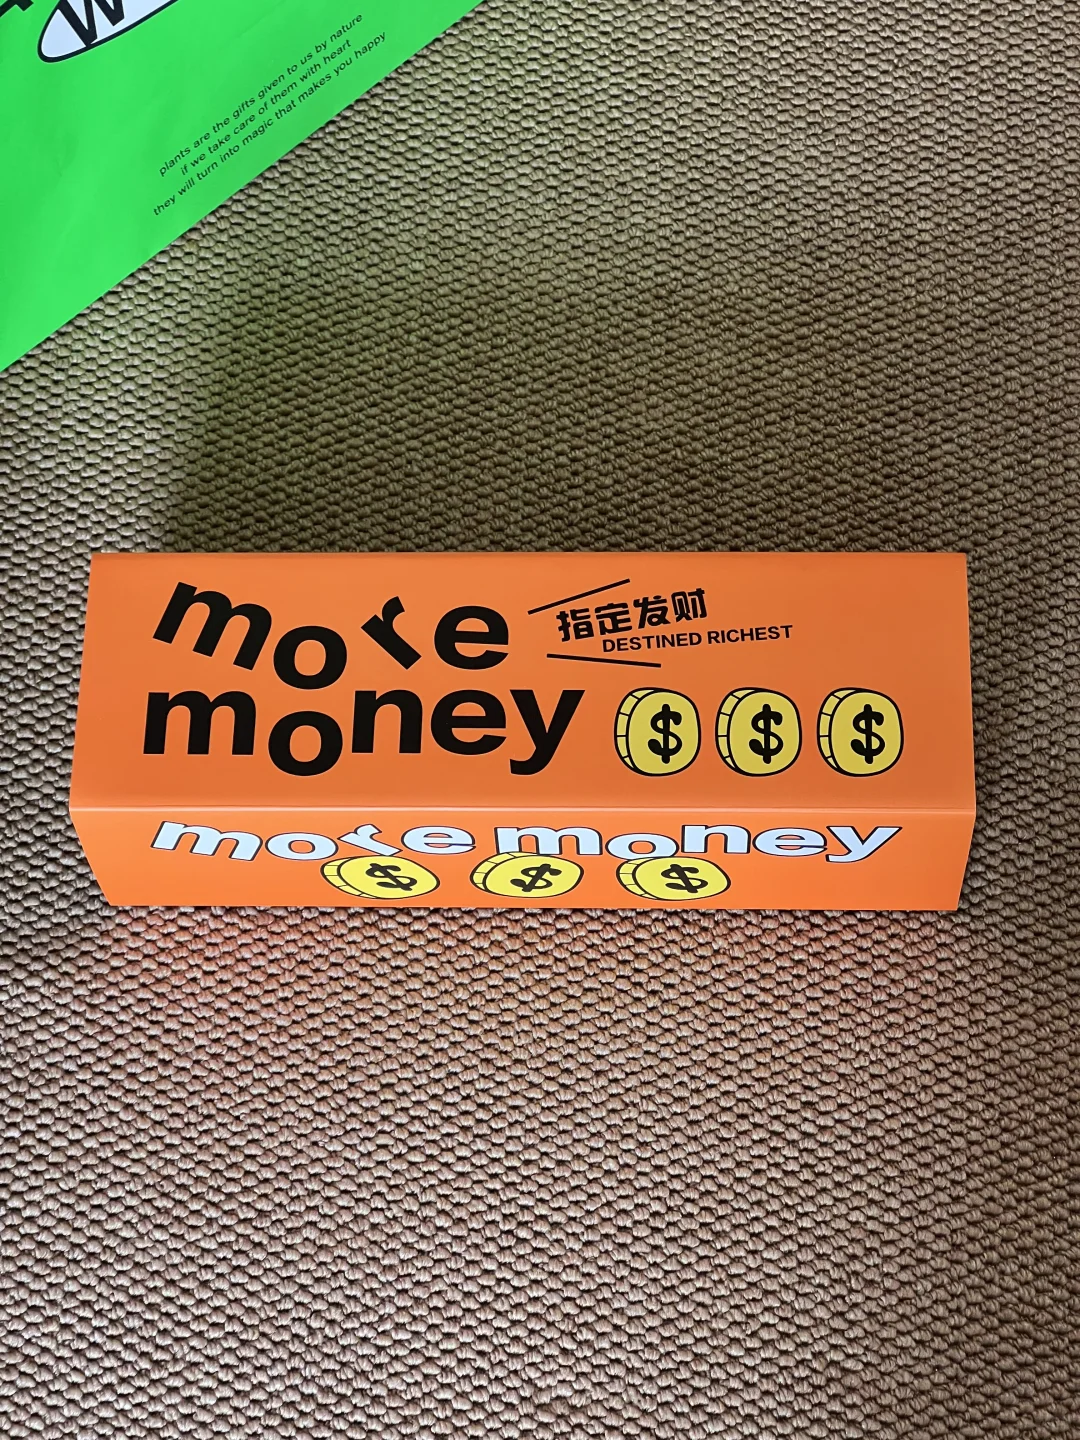 plants are the gifts given to us by nature
if we take care of them with heart
they will turn into magic that makes you happy
more
指定发财
DESTINED RICHEST
money
$ $ $
more money
$ $ $